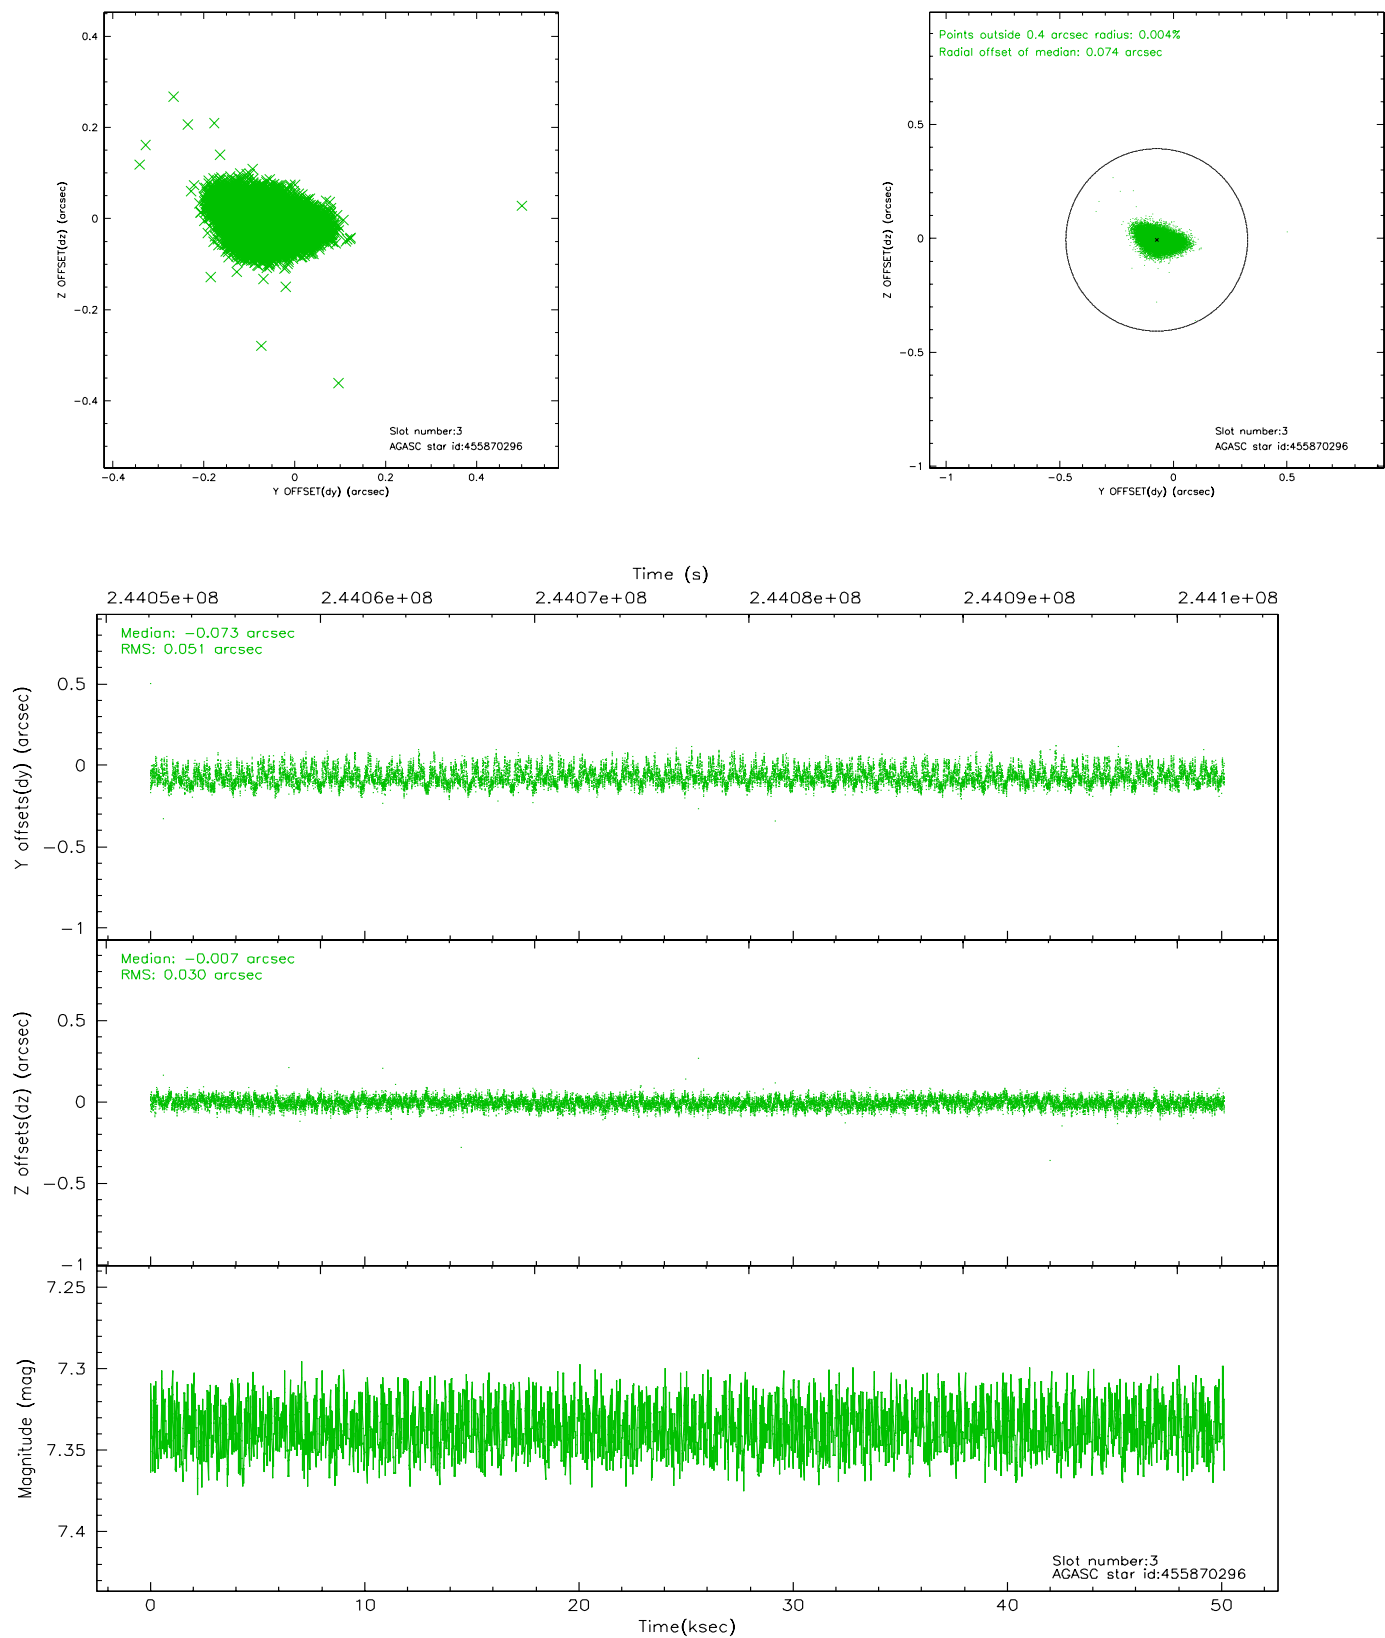 0.4
0.2
0
−0.2
−0.4
Z OFFSET(dz) (arcsec)
Slot number:3
AGASC star id:455870296
−0.4
−0.2
0
0.2
0.4
Y OFFSET(dy) (arcsec)
Points outside 0.4 arcsec radius: 0.004%
Radial offset of median: 0.074 arcsec
0.5
0
−0.5
−1
Z OFFSET(dz) (arcsec)
Slot number:3
AGASC star id:455870296
−1
−0.5
0
0.5
Y OFFSET(dy) (arcsec)
Time (s)
2.4405e+08
2.4406e+08
2.4407e+08
2.4408e+08
2.4409e+08
2.441e+08
Median: −0.073 arcsec
RMS: 0.051 arcsec
0.5
0
−0.5
−1
Y offsets(dy) (arcsec)
Median: −0.007 arcsec
RMS: 0.030 arcsec
0.5
0
−0.5
−1
Z offsets(dz) (arcsec)
7.25
7.3
7.35
7.4
Magnitude (mag)
Slot number:3
AGASC star id:455870296
0
10
20
30
40
50
Time(ksec)